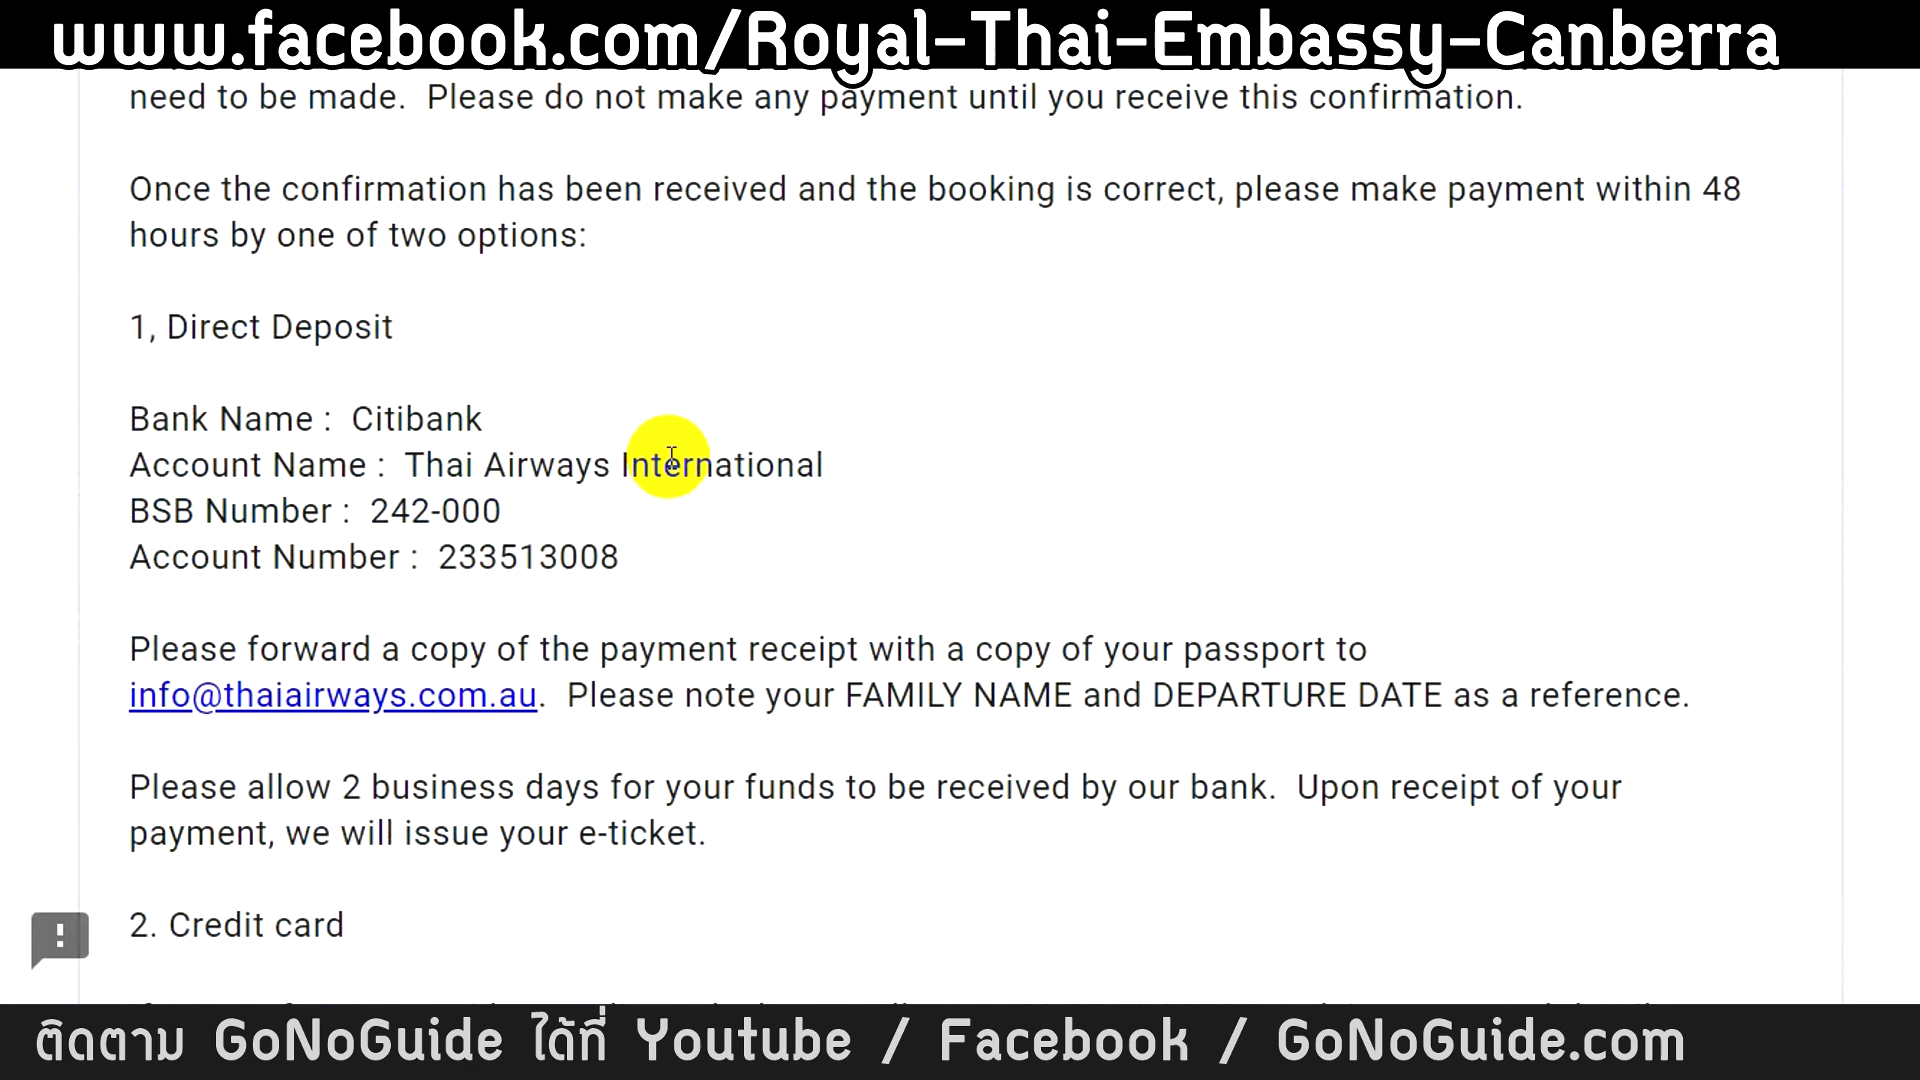 www.facebook.com/Royal-Thai-Embassy-Canberra
need to be made.  Please do not make any payment until you receive this confirmation.
Once the confirmation has been received and the booking is correct, please make payment within 48
hours by one of two options:
1, Direct Deposit
Bank Name :  Citibank
Account Name :  Thai Airways International
BSB Number :  242-000
Account Number :  233513008
Please forward a copy of the payment receipt with a copy of your passport to
info@thaiairways.com.au.  Please note your FAMILY NAME and DEPARTURE DATE as a reference.
Please allow 2 business days for your funds to be received by our bank.  Upon receipt of your
payment, we will issue your e-ticket.
2. Credit card
ติดตาม GoNoGuide ได้ที่ Youtube / Facebook / GoNoGuide.com